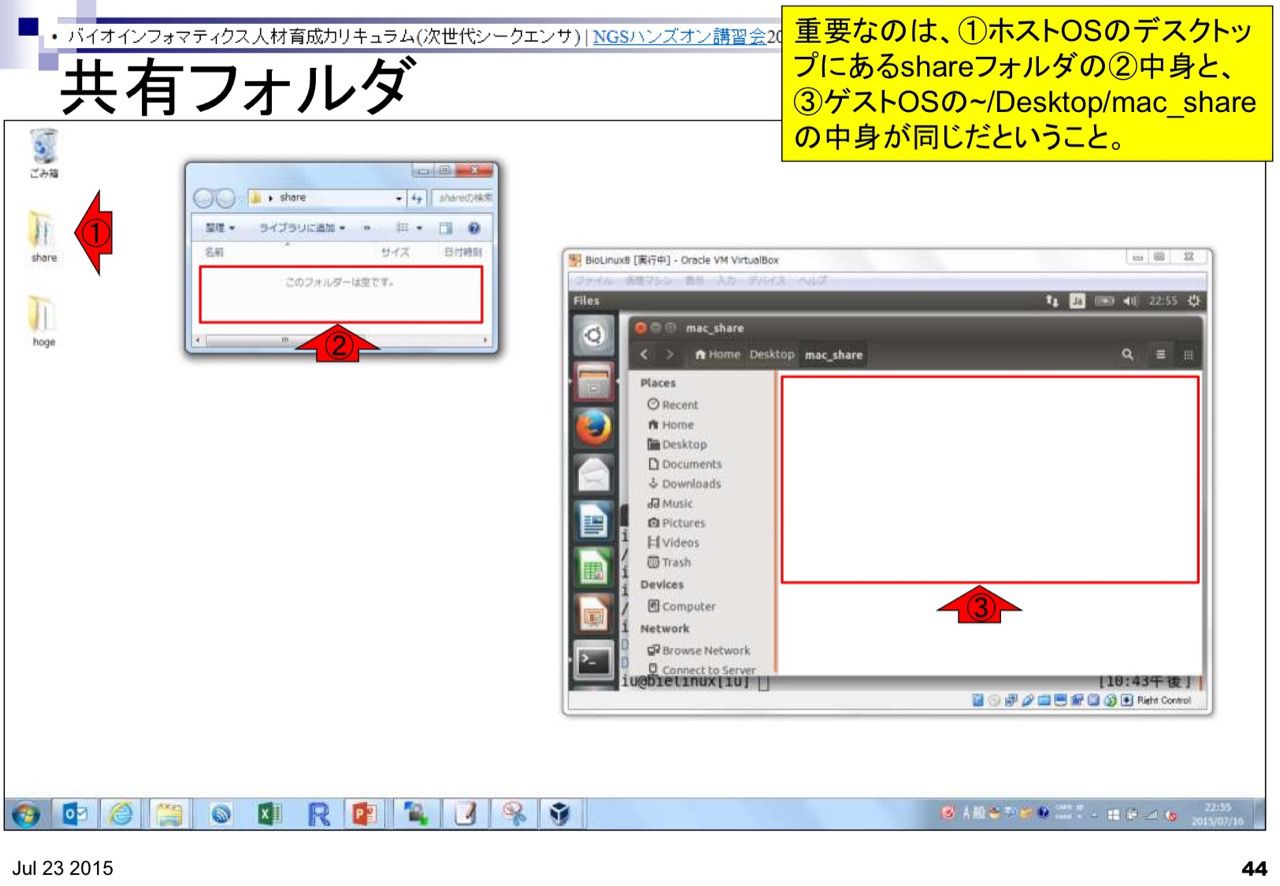 ・ バイオインフォマティクス人材育成カリキュラム(次世代シークエンサ) | NGSハンズオン講習会20
重要なのは、①ホストOSのデスクトッ
プにあるshareフォルダの②中身と、
③ゲストOSの~/Desktop/mac_share
の中身が同じだということ。
共有フォルダ
ごみ箱
①
share
hoge
share
shareの検索
整理
ライブラリに追加
»
名前
サイズ
日付時刻
このフォルダーは空です。
②
BioLinux8 [実行中] - Oracle VM VirtualBox
ファイル 仮想マシン 表示 入力 デバイス ヘルプ
Files
Ja
22:55
mac_share
Home Desktop mac_share
Places
Recent
Home
Desktop
Documents
Downloads
Music
Pictures
Videos
Trash
Devices
Computer
Network
Browse Network
Connect to Server
③
iu@bielinux[iu]
[10:43午後]
Right Control
22:55
2015/07/16
Jul 23 2015
44